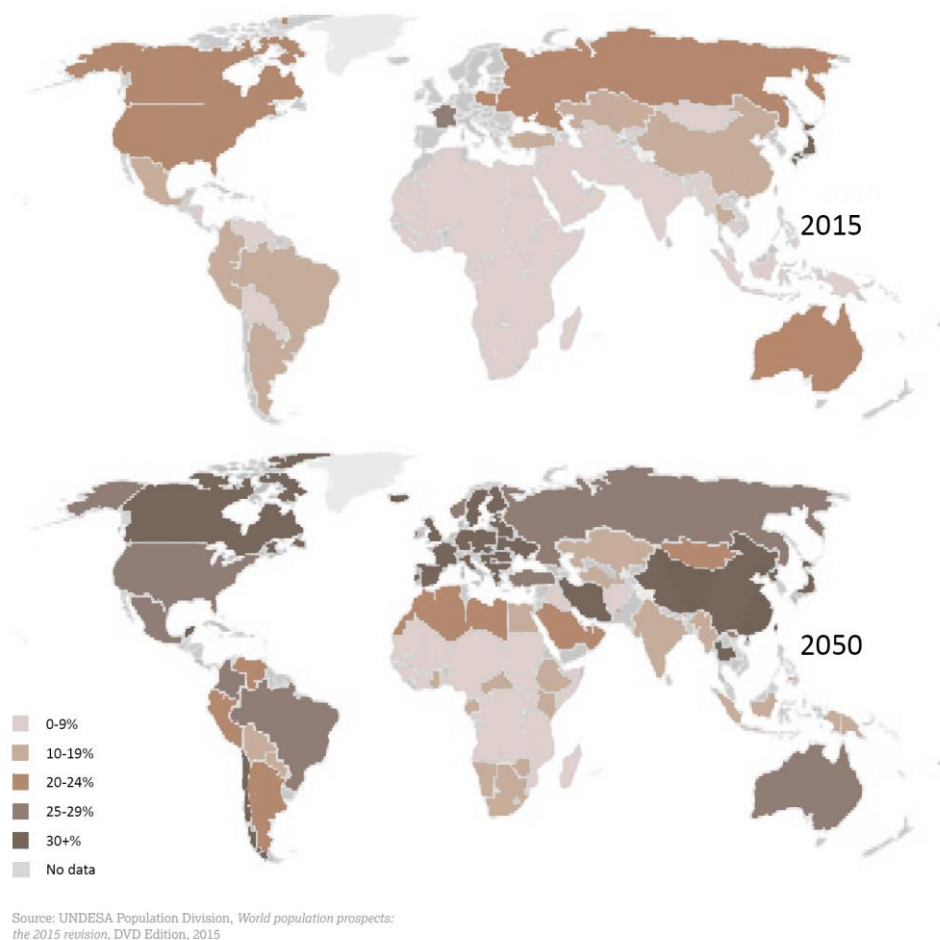 2015
2050
0-9%
10-19%
20-24%
25-29%
30+%
No data
Source: UNDESA Population Division, World population prospects:
the 2015 revision, DVD Edition, 2015